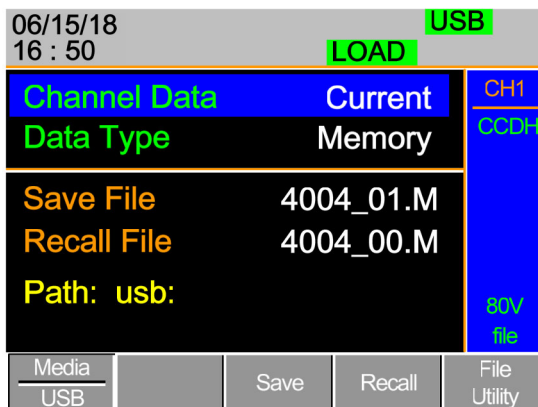 06/15/18 USB
16 : 50 LOAD
Channel Data Current
Data Type Memory
Save File 4004_01.M
Recall File 4004_00.M
Path: usb:
CH1
CCDH
80V
file
Media
USB
Save
Recall
File
Utility